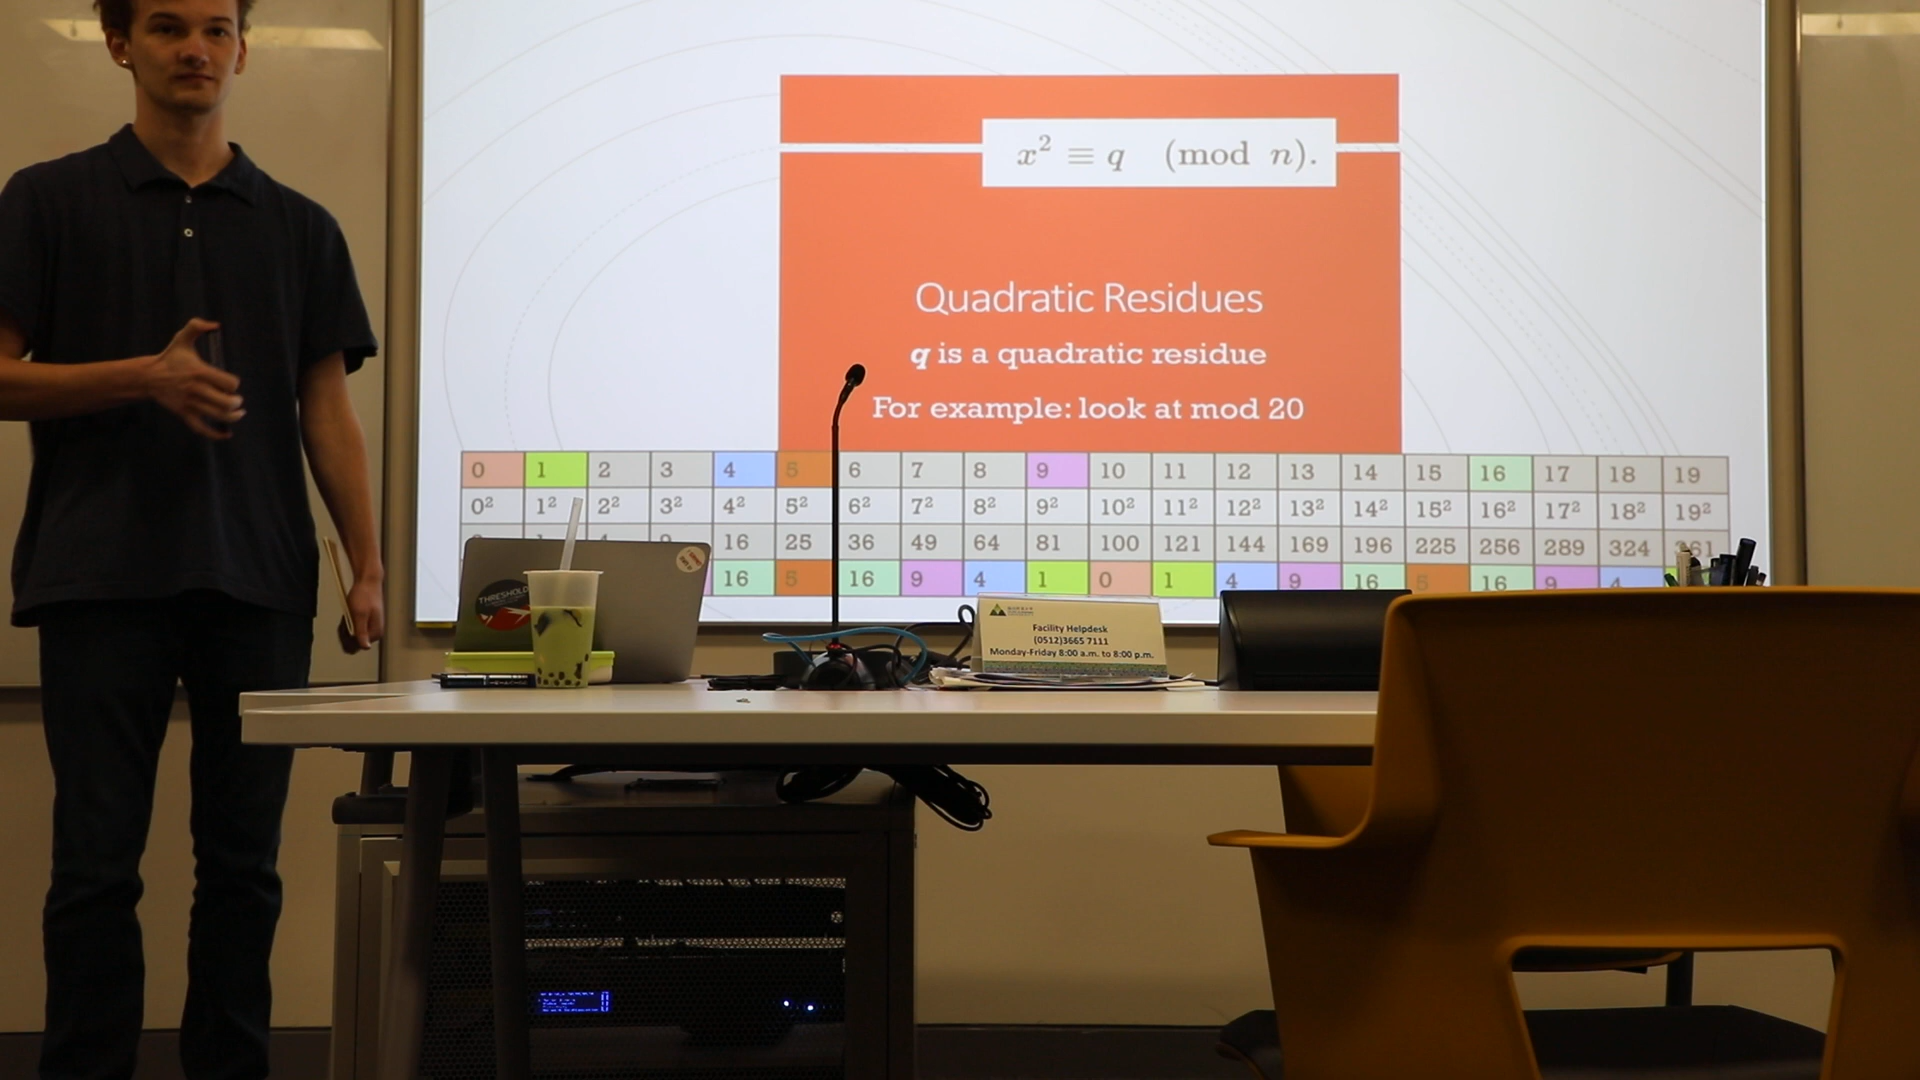 x² ≡ q (mod n).
Quadratic Residues
q is a quadratic residue
For example: look at mod 20
0 1 2 3 4 5 6 7 8 9 10 11 12 13 14 15 16 17 18 19
0² 1² 2² 3² 4² 5² 6² 7² 8² 9² 10² 11² 12² 13² 14² 15² 16² 17² 18² 19²
16 25 36 49 64 81 100 121 144 169 196 225 256 289 324 361
16 5 16 9 4 1 0 1 4 9 16 5 16 9 4
THRESHOLD
Facility Helpdesk
(0512)3665 7111
Monday-Friday 8:00 a.m. to 8:00 p.m.